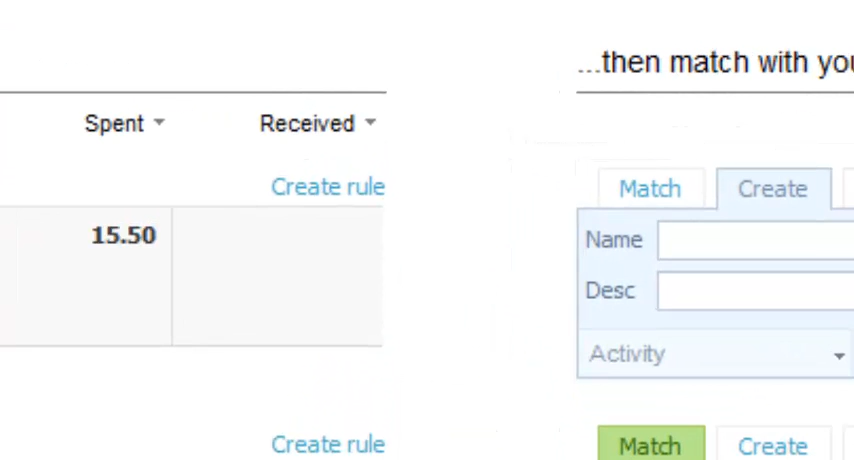 ...then match with you
Spent Received
Create rule
Match Create
15.50
Name
Desc
Activity
Create rule
Match Create